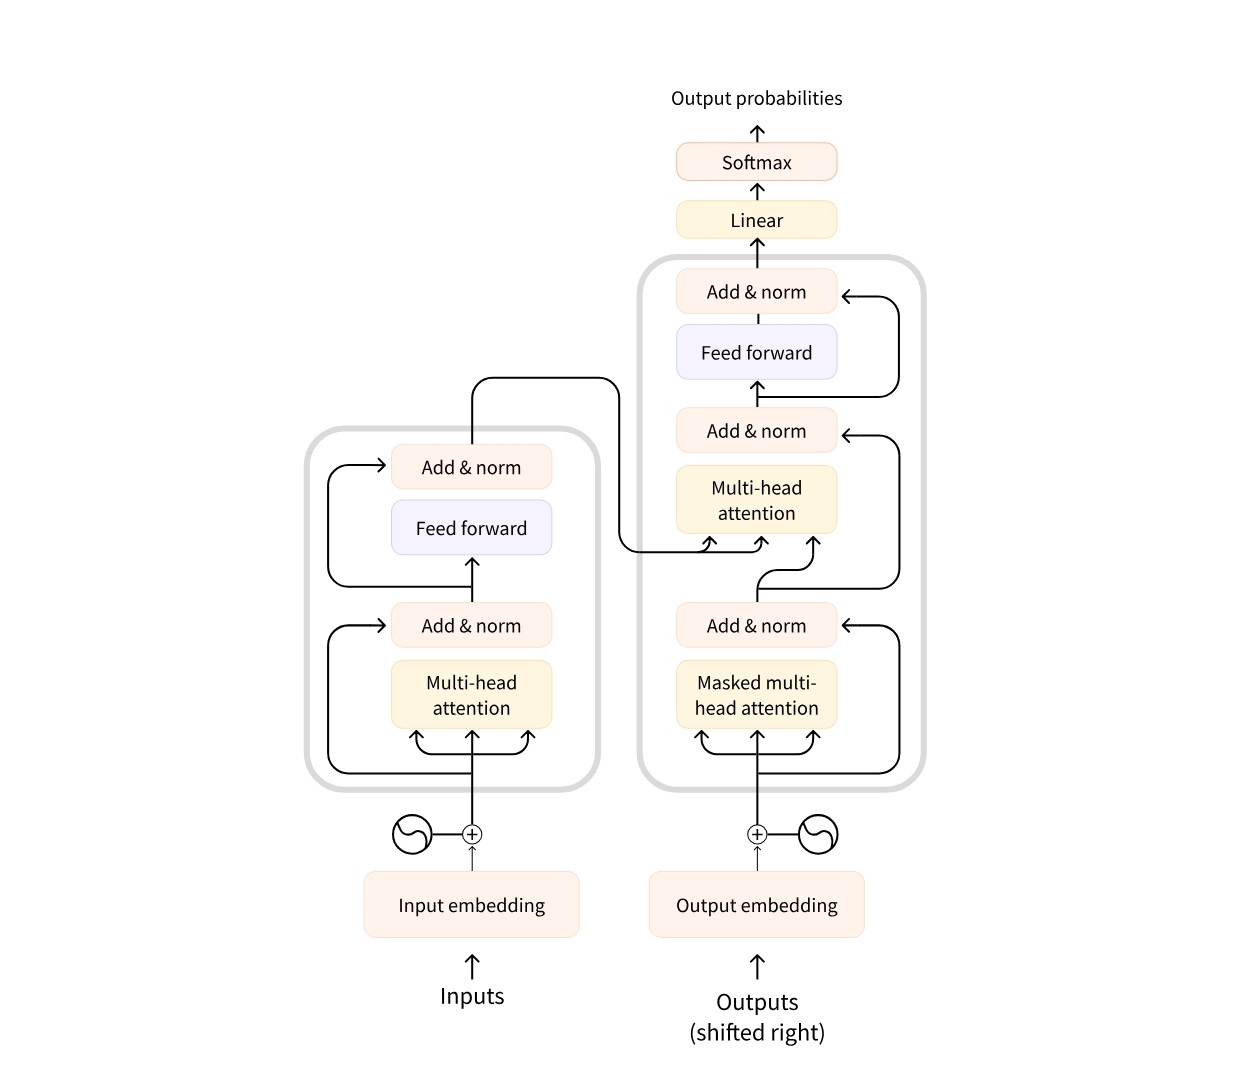 Output probabilities
Softmax
Linear
Add & norm
Feed forward
Add & norm
Multi-head
attention
Add & norm
Masked multi-
head attention
Output embedding
Outputs
(shifted right)
Add & norm
Feed forward
Add & norm
Multi-head
attention
Input embedding
Inputs